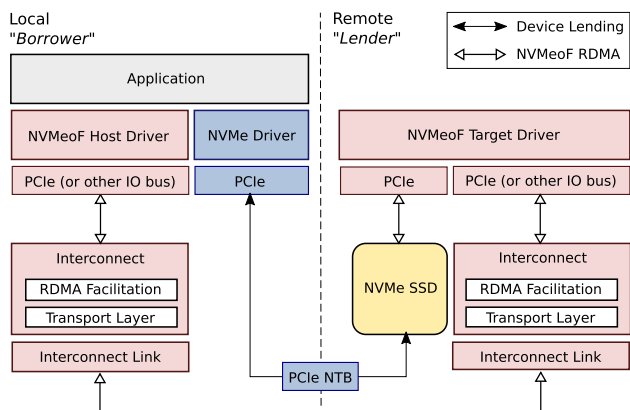 Local
"Borrower"
Remote
"Lender"
Device Lending
NVMeoF RDMA
Application
NVMeoF Host Driver
NVMe Driver
NVMeoF Target Driver
PCIe (or other IO bus)
PCIe
PCIe
PCIe (or other IO bus)
Interconnect
RDMA Facilitation
Transport Layer
NVMe SSD
Interconnect
RDMA Facilitation
Transport Layer
Interconnect Link
Interconnect Link
PCIe NTB